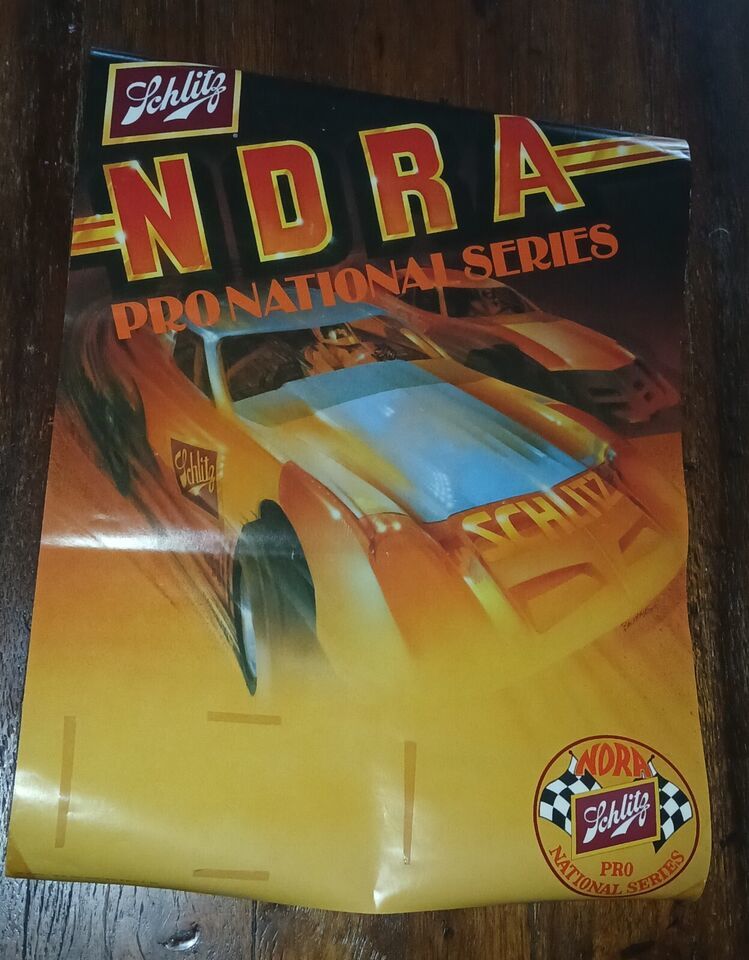 Schlitz
NDRA
PRO NATIONAL SERIES
Schlitz
SCHLITZ
NDRA
Schlitz
PRO
NATIONAL SERIES